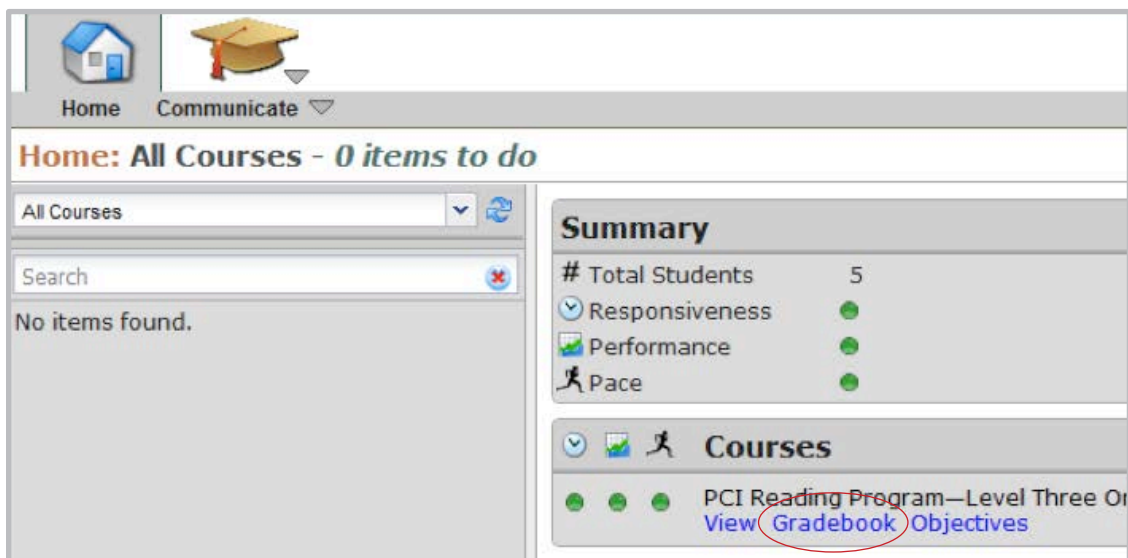 Home Communicate
Home: All Courses - 0 items to do
All Courses
Search
No items found.
Summary
# Total Students 5
Responsiveness
Performance
Pace
Courses
PCI Reading Program—Level Three
View Gradebook Objectives